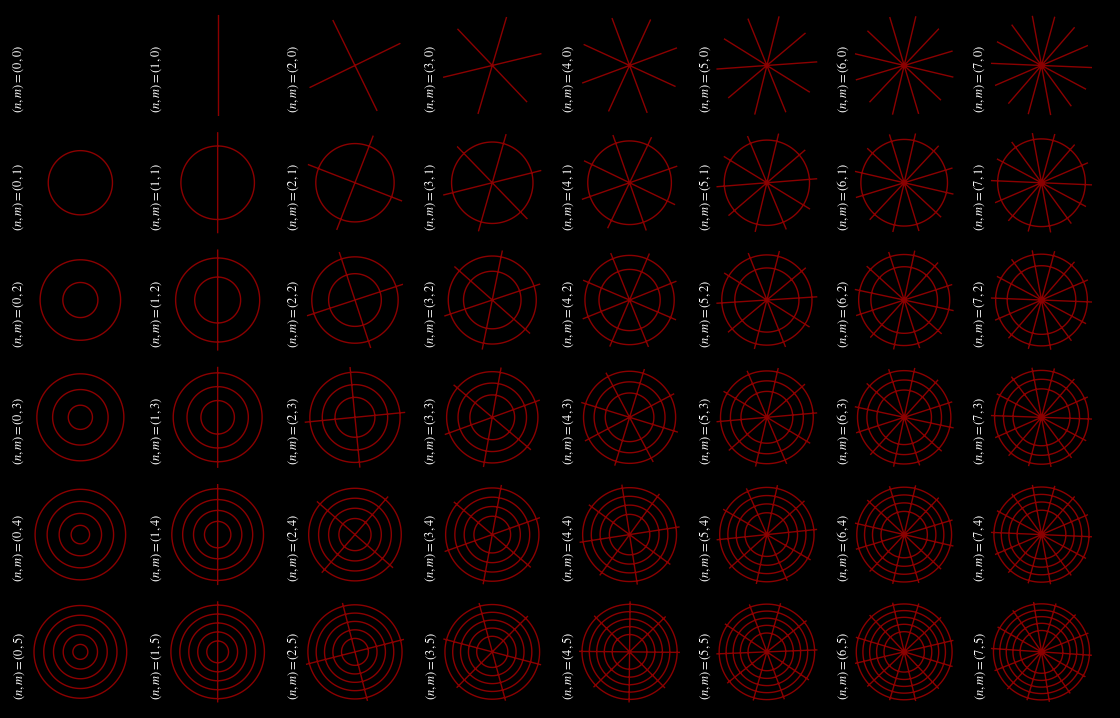 (n, m) = (0, 0)
(n, m) = (1, 0)
(n, m) = (2, 0)
(n, m) = (3, 0)
(n, m) = (4, 0)
(n, m) = (5, 0)
(n, m) = (6, 0)
(n, m) = (7, 0)
(n, m) = (0, 1)
(n, m) = (1, 1)
(n, m) = (2, 1)
(n, m) = (3, 1)
(n, m) = (4, 1)
(n, m) = (5, 1)
(n, m) = (6, 1)
(n, m) = (7, 1)
(n, m) = (0, 2)
(n, m) = (1, 2)
(n, m) = (2, 2)
(n, m) = (3, 2)
(n, m) = (4, 2)
(n, m) = (5, 2)
(n, m) = (6, 2)
(n, m) = (7, 2)
(n, m) = (0, 3)
(n, m) = (1, 3)
(n, m) = (2, 3)
(n, m) = (3, 3)
(n, m) = (4, 3)
(n, m) = (5, 3)
(n, m) = (6, 3)
(n, m) = (7, 3)
(n, m) = (0, 4)
(n, m) = (1, 4)
(n, m) = (2, 4)
(n, m) = (3, 4)
(n, m) = (4, 4)
(n, m) = (5, 4)
(n, m) = (6, 4)
(n, m) = (7, 4)
(n, m) = (0, 5)
(n, m) = (1, 5)
(n, m) = (2, 5)
(n, m) = (3, 5)
(n, m) = (4, 5)
(n, m) = (5, 5)
(n, m) = (6, 5)
(n, m) = (7, 5)